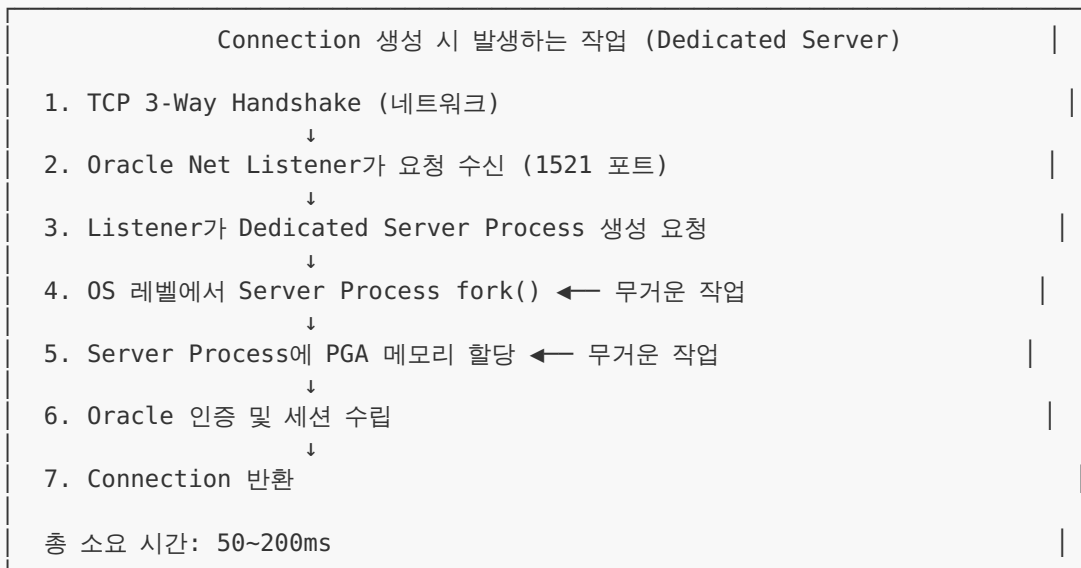 Connection 생성 시 발생하는 작업 (Dedicated Server)
1. TCP 3-Way Handshake (네트워크)
↓
2. Oracle Net Listener가 요청 수신 (1521 포트)
↓
3. Listener가 Dedicated Server Process 생성 요청
↓
4. OS 레벨에서 Server Process fork() ◀── 무거운 작업
↓
5. Server Process에 PGA 메모리 할당 ◀── 무거운 작업
↓
6. Oracle 인증 및 세션 수립
↓
7. Connection 반환
총 소요 시간: 50~200ms